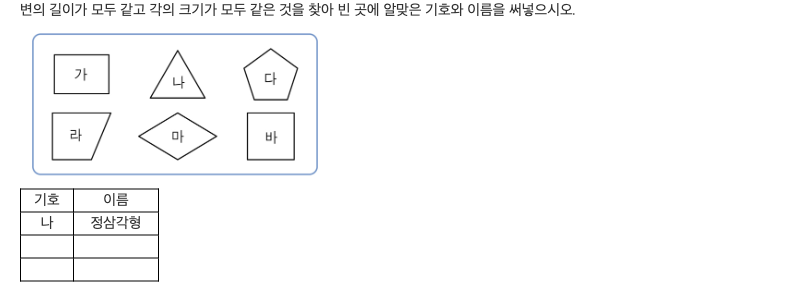 변의 길이가 모두 같고 각의 크기가 모두 같은 것을 찾아 빈 곳에 알맞은 기호와 이름을 써넣으시오.
가 나 다
라 마 바
기호 이름
나 정삼각형